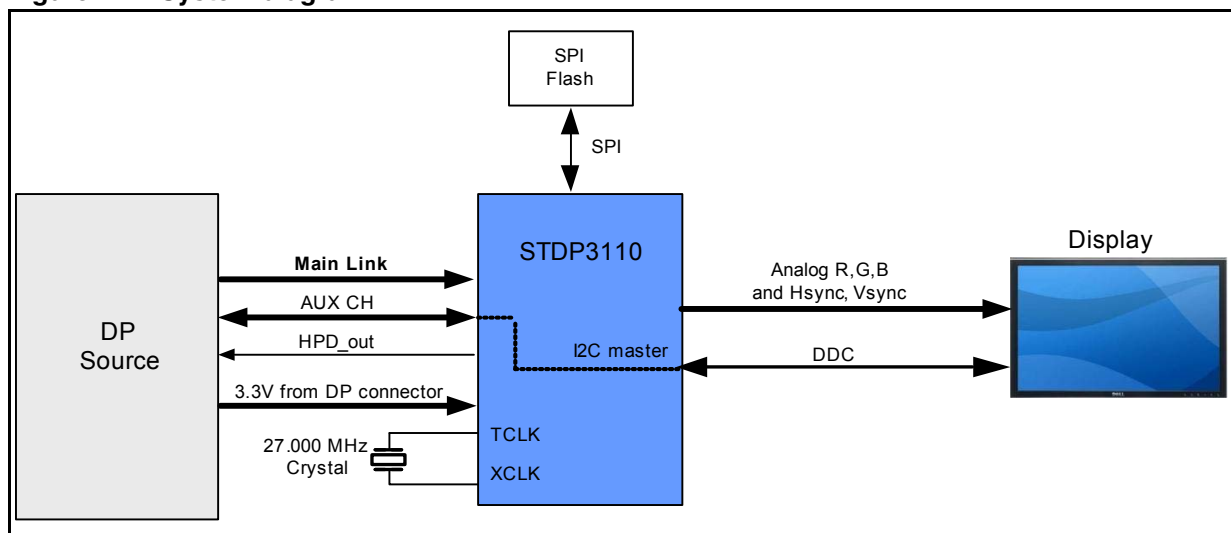 SPI
Flash
SPI
STDP3110
Display
Main Link
AUX CH
HPD_out
3.3V from DP connector
DP
Source
Analog R,G,B
and Hsync, Vsync
I2C master
DDC
27.000 MHz
Crystal
TCLK
XCLK